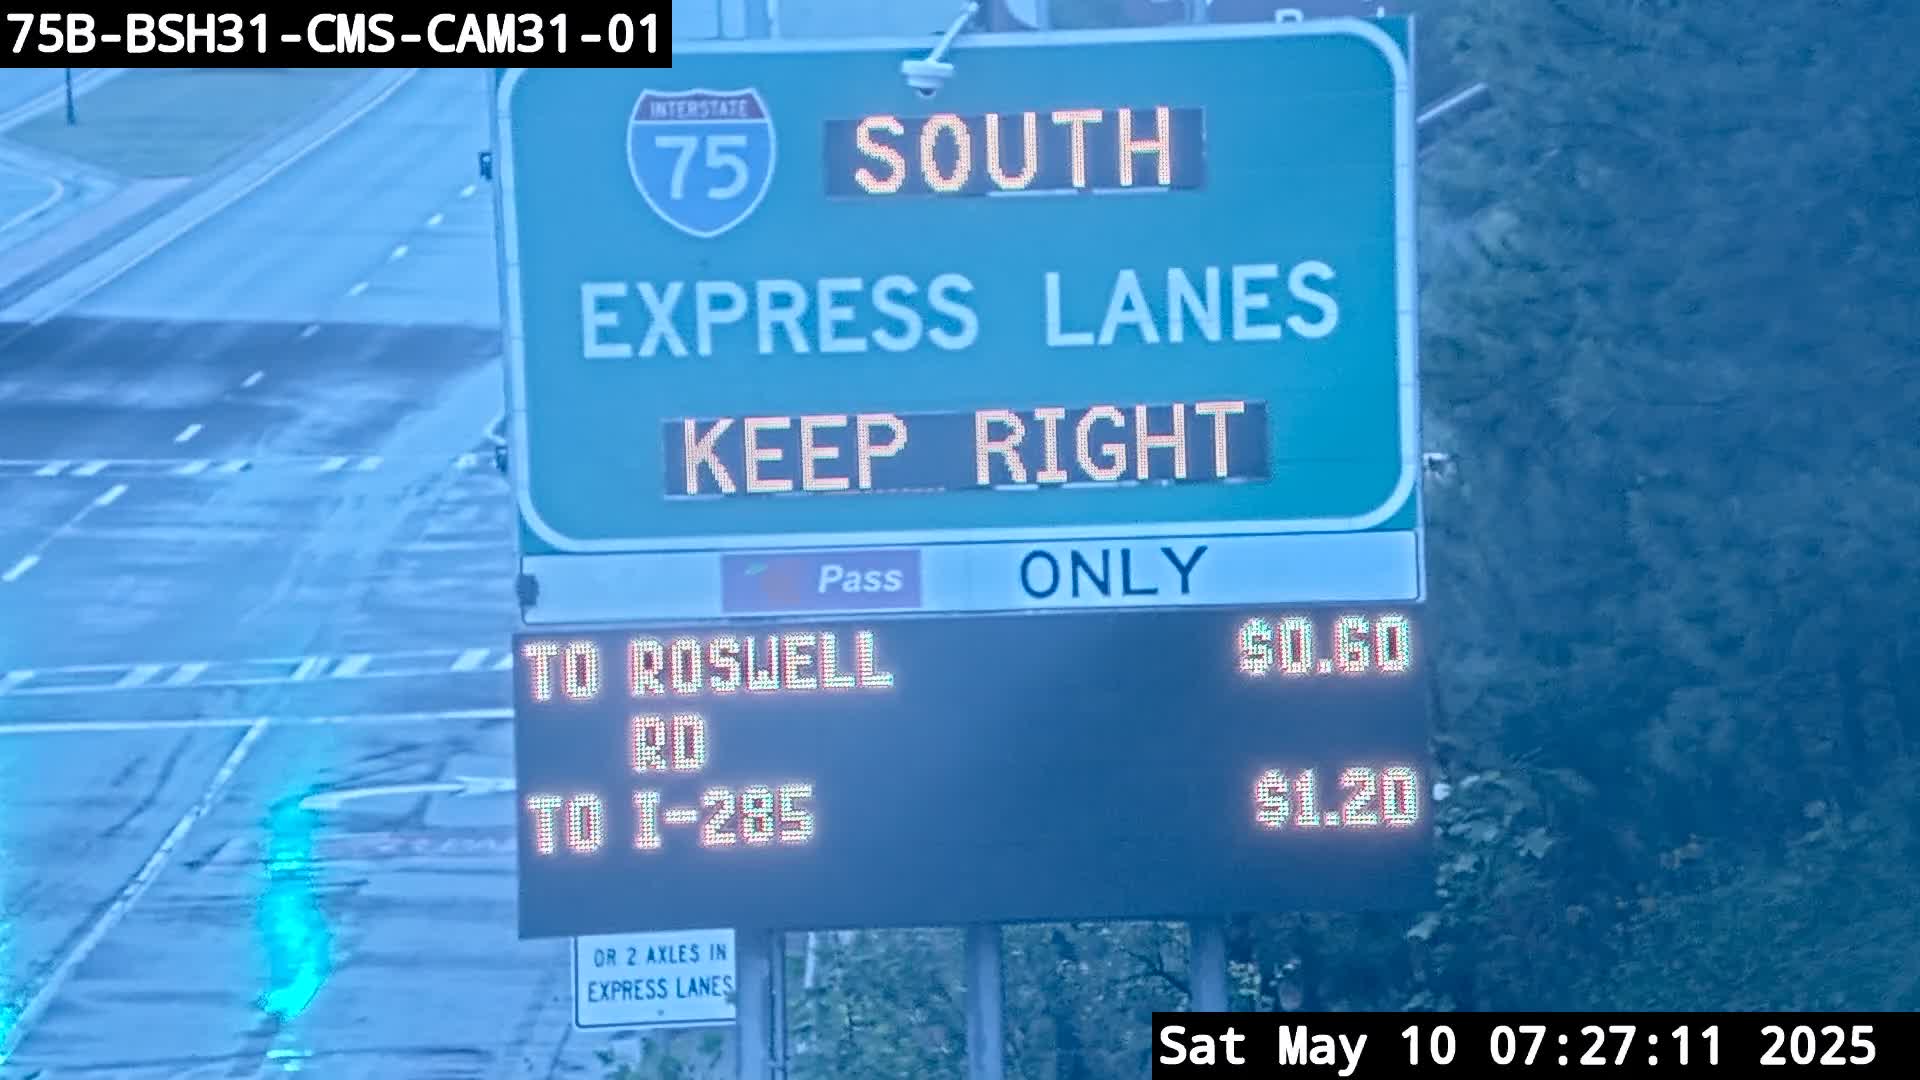 75B-BSH31-CMS-CAM31-01
INTERSTATE
75
SOUTH
EXPRESS LANES
KEEP RIGHT
Pass ONLY
TO ROSWELL $0.60
RD
TO I-285 $1.20
OR 2 AXLES IN
EXPRESS LANES
Sat May 10 07:27:11 2025